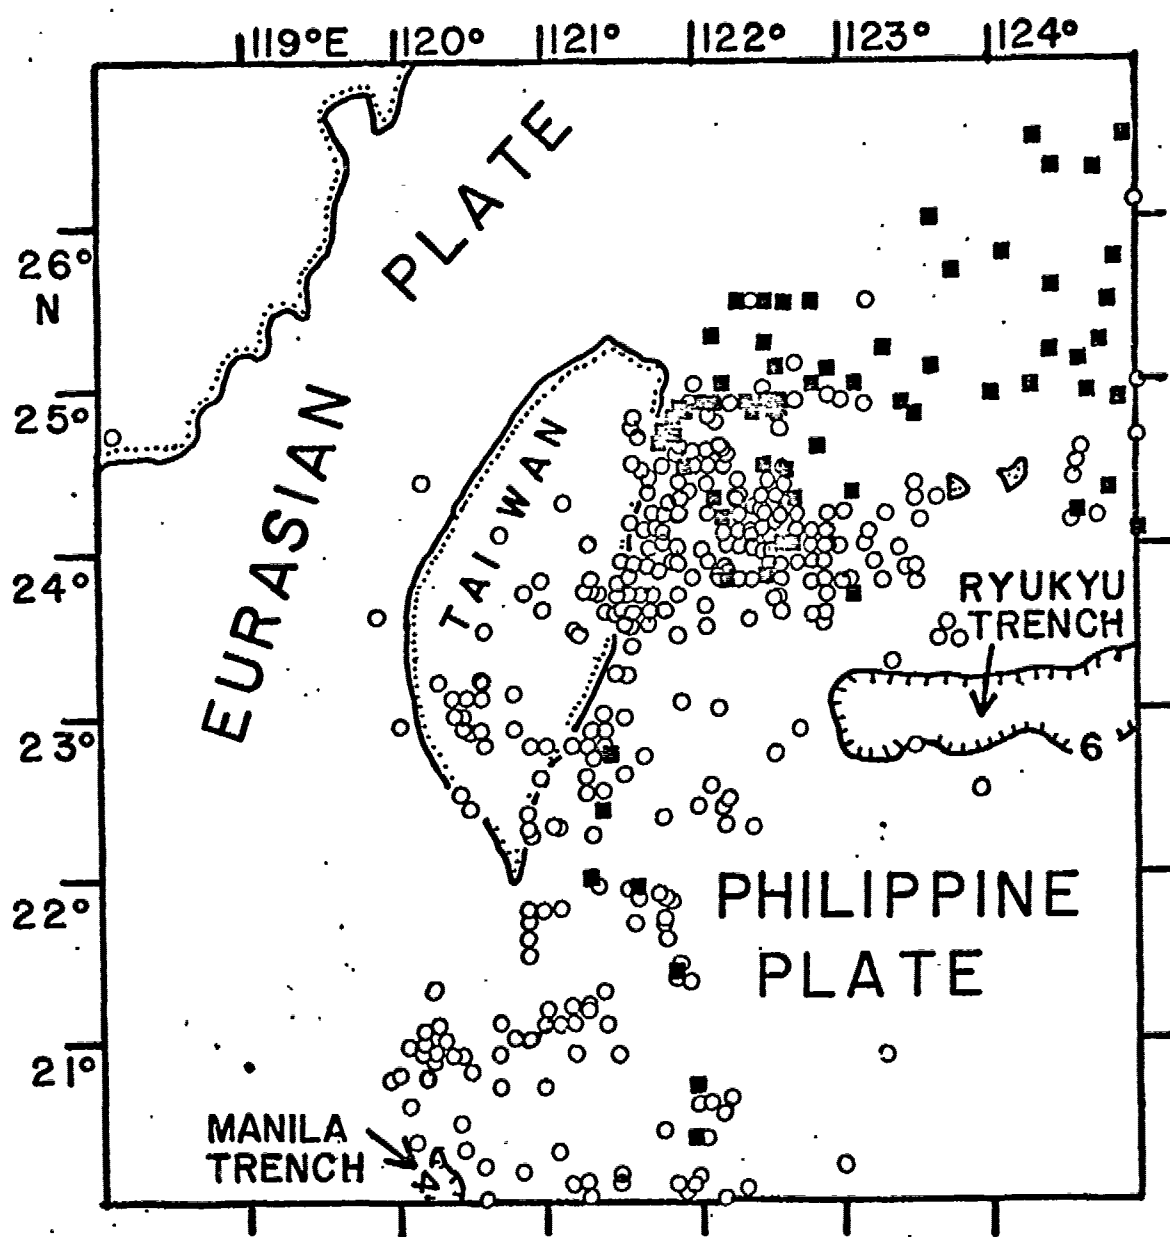 119°E 120° 121° 122° 123° 124°
EURASIAN PLATE
TAIWAN
26°
N
25°
24°
23°
22°
21°
RYUKYU
TRENCH
6
PHILIPPINE
PLATE
MANILA
TRENCH
4